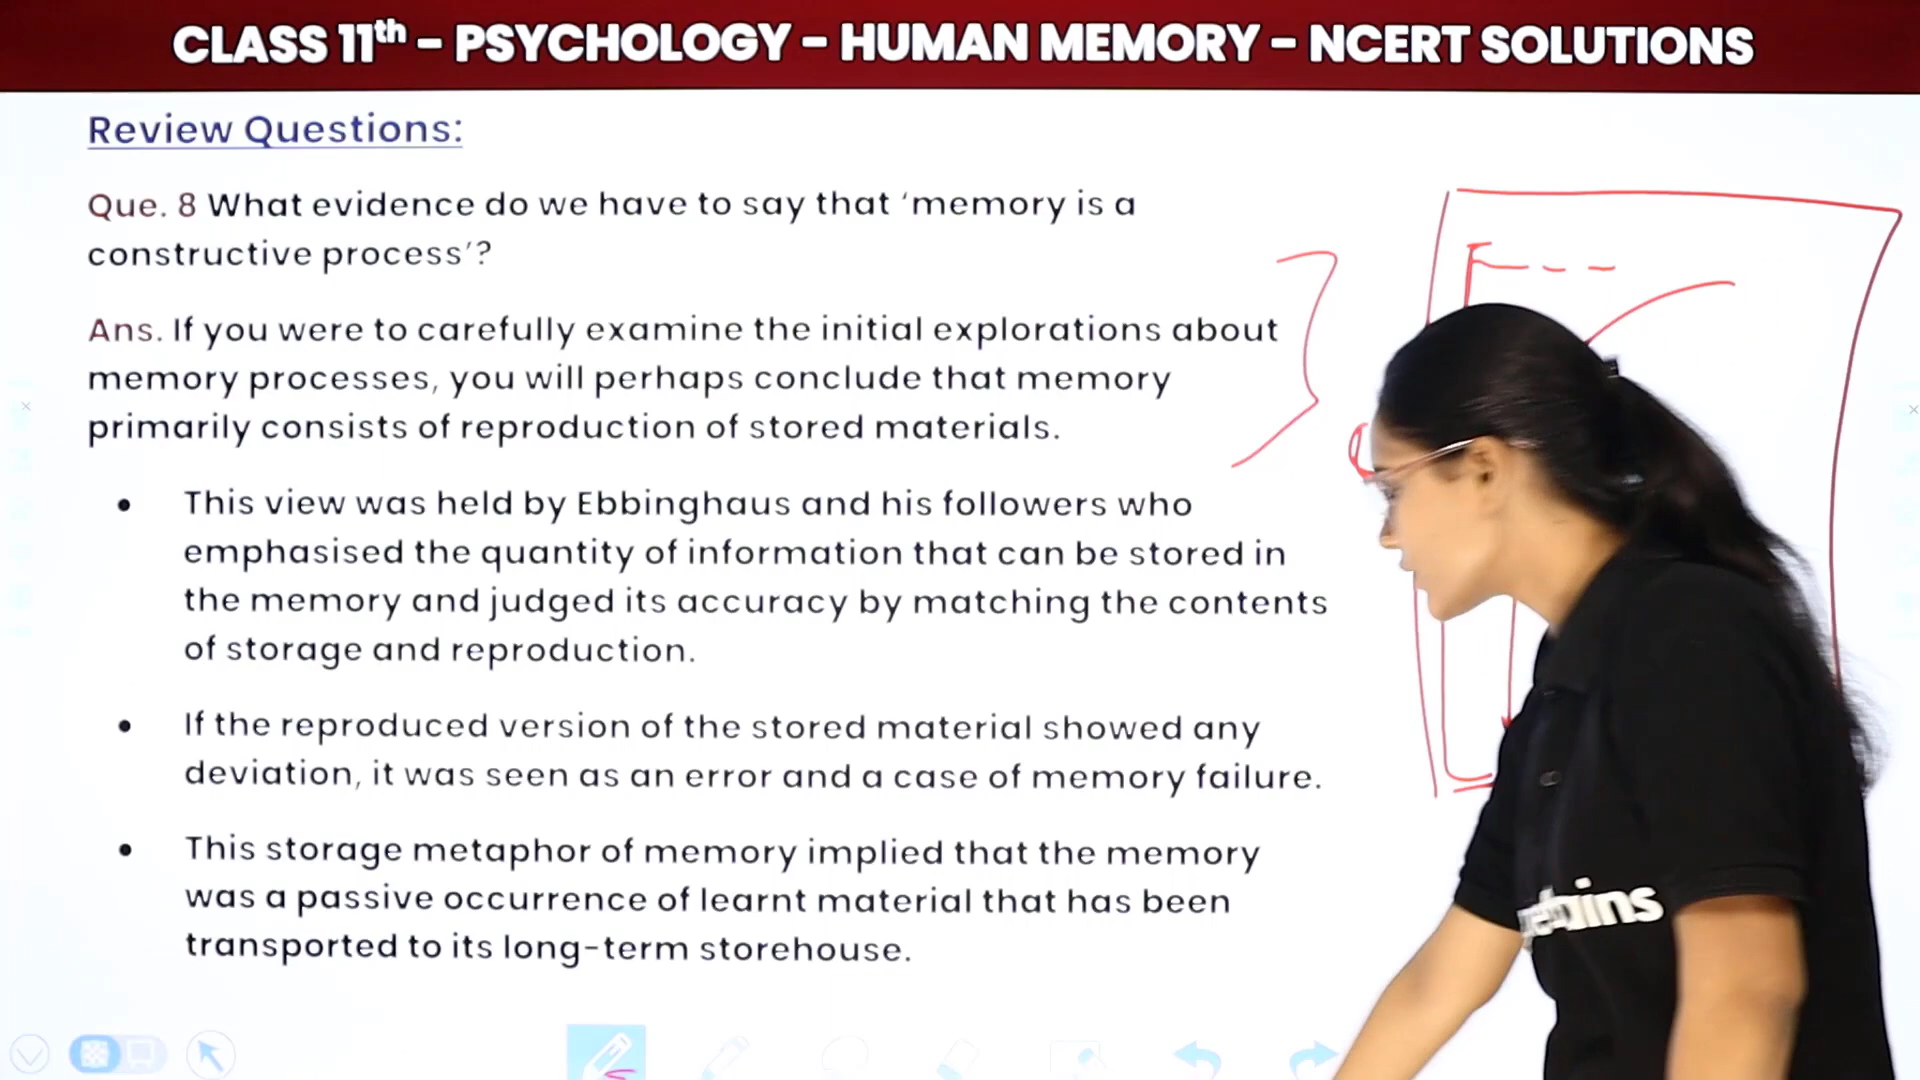 CLASS 11th - PSYCHOLOGY - HUMAN MEMORY - NCERT SOLUTIONS
Review Questions:
Que. 8 What evidence do we have to say that ‘memory is a
constructive process’?
Ans. If you were to carefully examine the initial explorations about
memory processes, you will perhaps conclude that memory
primarily consists of reproduction of stored materials.
• This view was held by Ebbinghaus and his followers who
emphasised the quantity of information that can be stored in
the memory and judged its accuracy by matching the contents
of storage and reproduction.
• If the reproduced version of the stored material showed any
deviation, it was seen as an error and a case of memory failure.
• This storage metaphor of memory implied that the memory
was a passive occurrence of learnt material that has been
transported to its long-term storehouse.